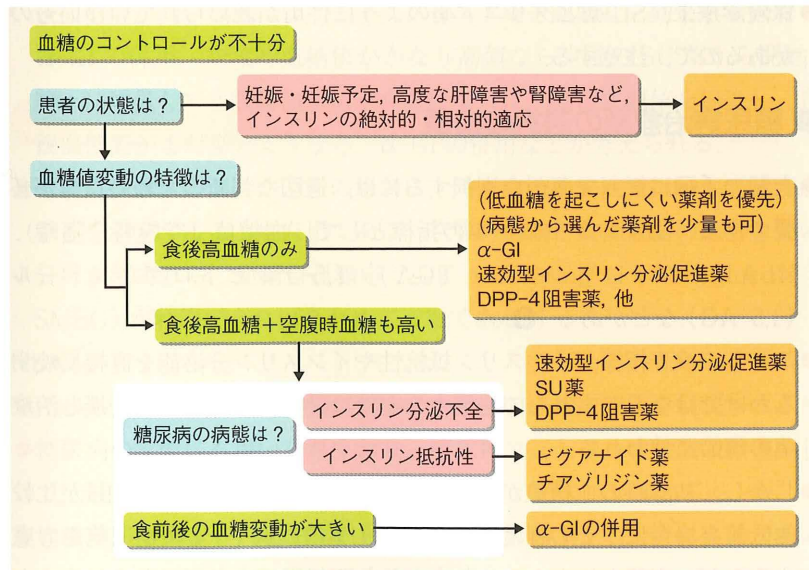 血糖のコントロールが不十分
患者の状態は？
妊娠・妊娠予定，高度な肝障害や腎障害など，
インスリンの絶対的・相対的適応
インスリン
血糖値変動の特徴は？
食後高血糖のみ
（低血糖を起こしにくい薬剤を優先）
（病態から選んだ薬剤を少量も可）
α-GI
速効型インスリン分泌促進薬
DPP-4阻害薬，他
食後高血糖＋空腹時血糖も高い
糖尿病の病態は？
インスリン分泌不全
速効型インスリン分泌促進薬
SU薬
DPP-4阻害薬
インスリン抵抗性
ビグアナイド薬
チアゾリジン薬
食前後の血糖変動が大きい
α-GIの併用